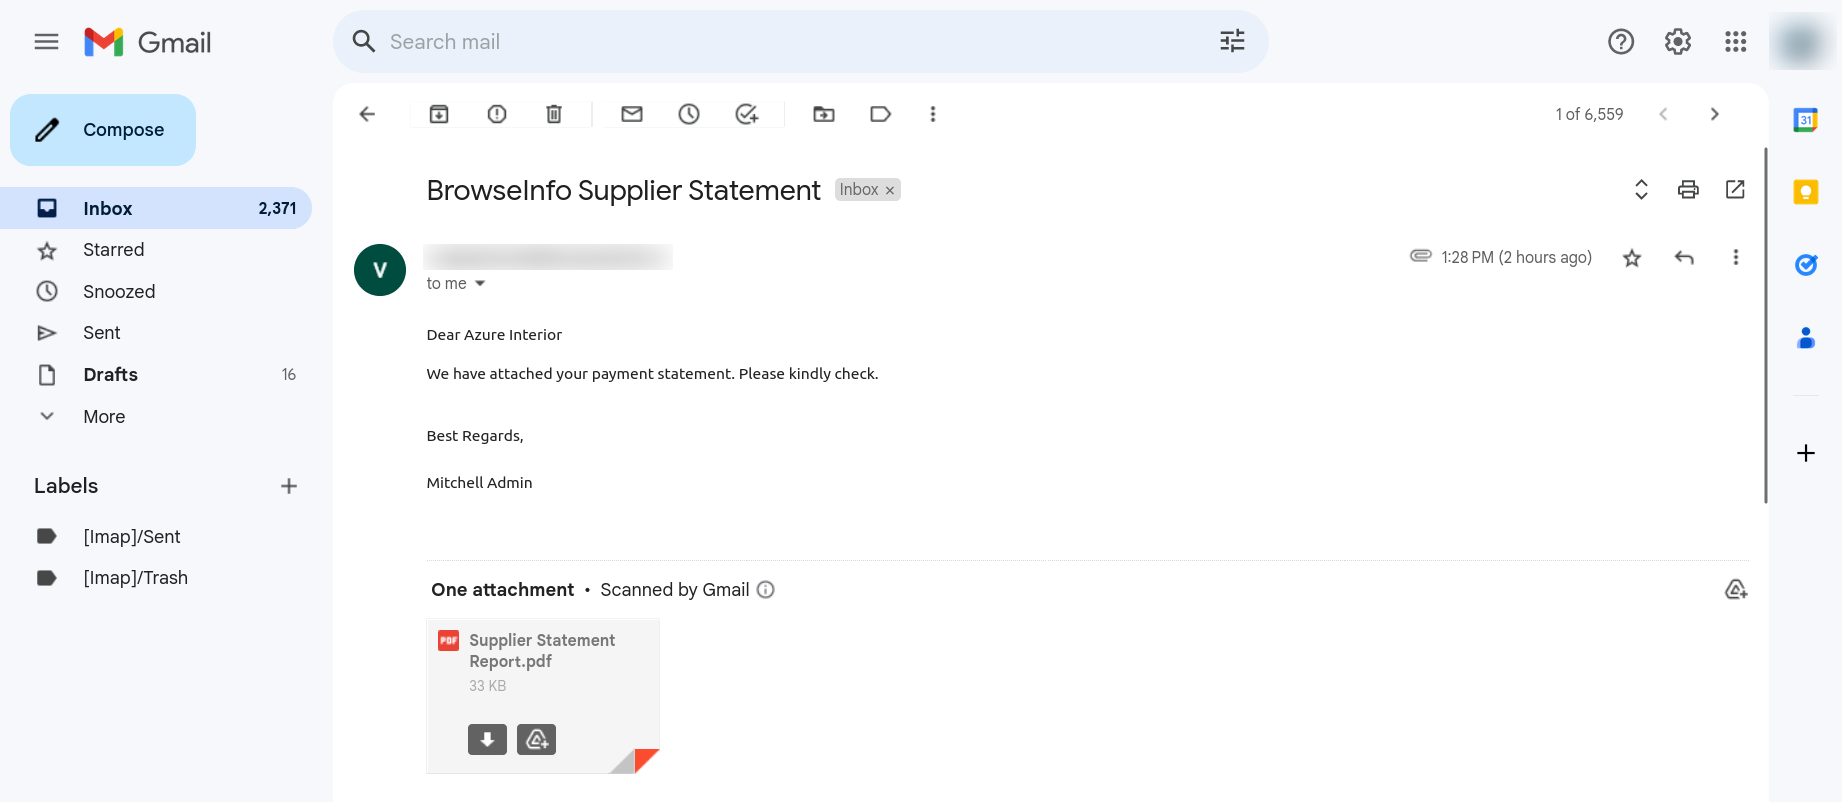 Gmail
Search mail
Compose
1 of 6,559
Inbox 2,371
Starred
Snoozed
Sent
Drafts 16
More
Labels
[Imap]/Sent
[Imap]/Trash
BrowseInfo Supplier Statement Inbox ×
V
1:28 PM (2 hours ago)
to me
Dear Azure Interior
We have attached your payment statement. Please kindly check.
Best Regards,
Mitchell Admin
One attachment • Scanned by Gmail
PDF Supplier Statement
Report.pdf
33 KB
31